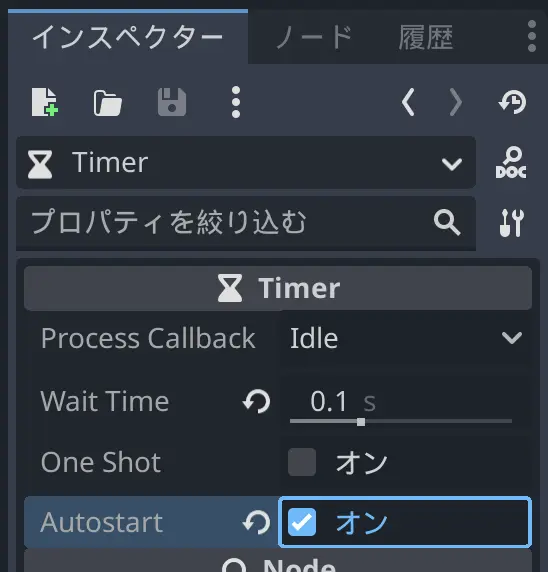 インスペクター ノード 履歴
Timer DOC
プロパティを絞り込む
Timer
Process Callback Idle
Wait Time 0.1 s
One Shot オン
Autostart オン
Node